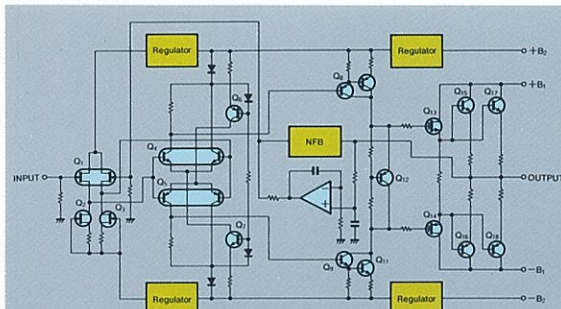 Regulator
Regulator
+B₂
+B₁
Q₈
Q₆
Q₁₅
Q₁₇
Q₁₃
Q₄
NFB
Q₁
INPUT
Q₁₂
OUTPUT
Q₅
Q₂
Q₃
Q₇
Q₁₄
Q₁₆
Q₁₈
Q₉
Q₁₁
−B₁
Regulator
Regulator
−B₂